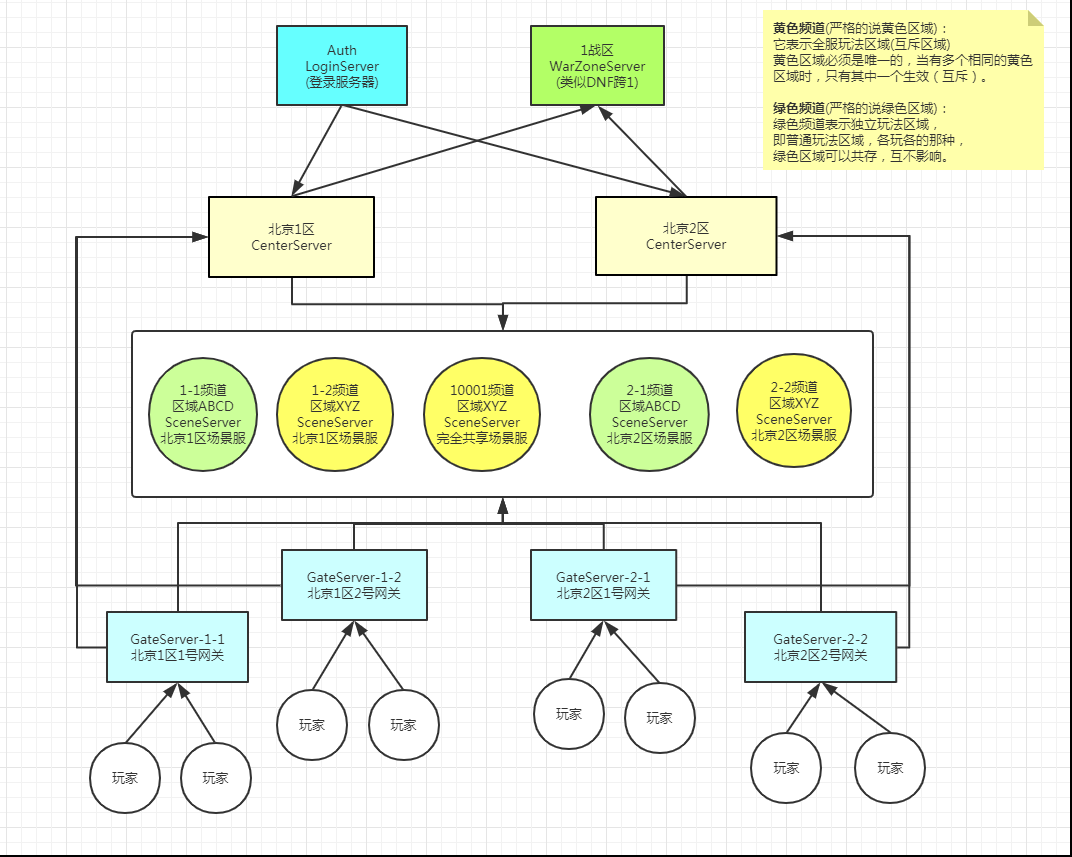 Auth
LoginServer
(登录服务器)
1战区
WarZoneServer
(类似DNF跨1)
黄色频道(严格的说黄色区域)：
它表示全服玩法区域(互斥区域)
黄色区域必须是唯一的，当有多个相同的黄色
区域时，只有其中一个生效（互斥）。
绿色频道(严格的说绿色区域)：
绿色频道表示独立玩法区域，
即普通玩法区域，各玩各的那种，
绿色区域可以共存，互不影响。
北京1区
CenterServer
北京2区
CenterServer
1-1频道
区域ABCD
SceneServer
北京1区场景服
1-2频道
区域XYZ
SceneServer
北京1区场景服
10001频道
区域XYZ
SceneServer
完全共享场景服
2-1频道
区域ABCD
SceneServer
北京2区场景服
2-2频道
区域XYZ
SceneServer
北京2区场景服
GateServer-1-2
北京1区2号网关
GateServer-2-1
北京2区1号网关
GateServer-1-1
北京1区1号网关
GateServer-2-2
北京2区2号网关
玩家
玩家
玩家
玩家
玩家
玩家
玩家
玩家